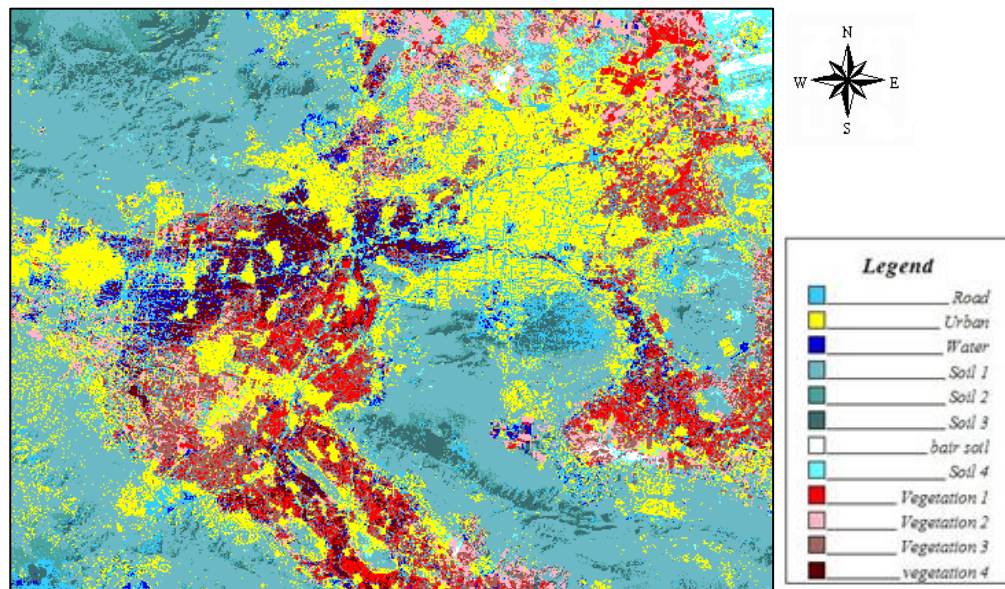 N
W E
S
Legend
Road
Urban
Water
Soil 1
Soil 2
Soil 3
bair soil
Soil 4
Vegetation 1
Vegetation 2
Vegetation 3
vegetation 4